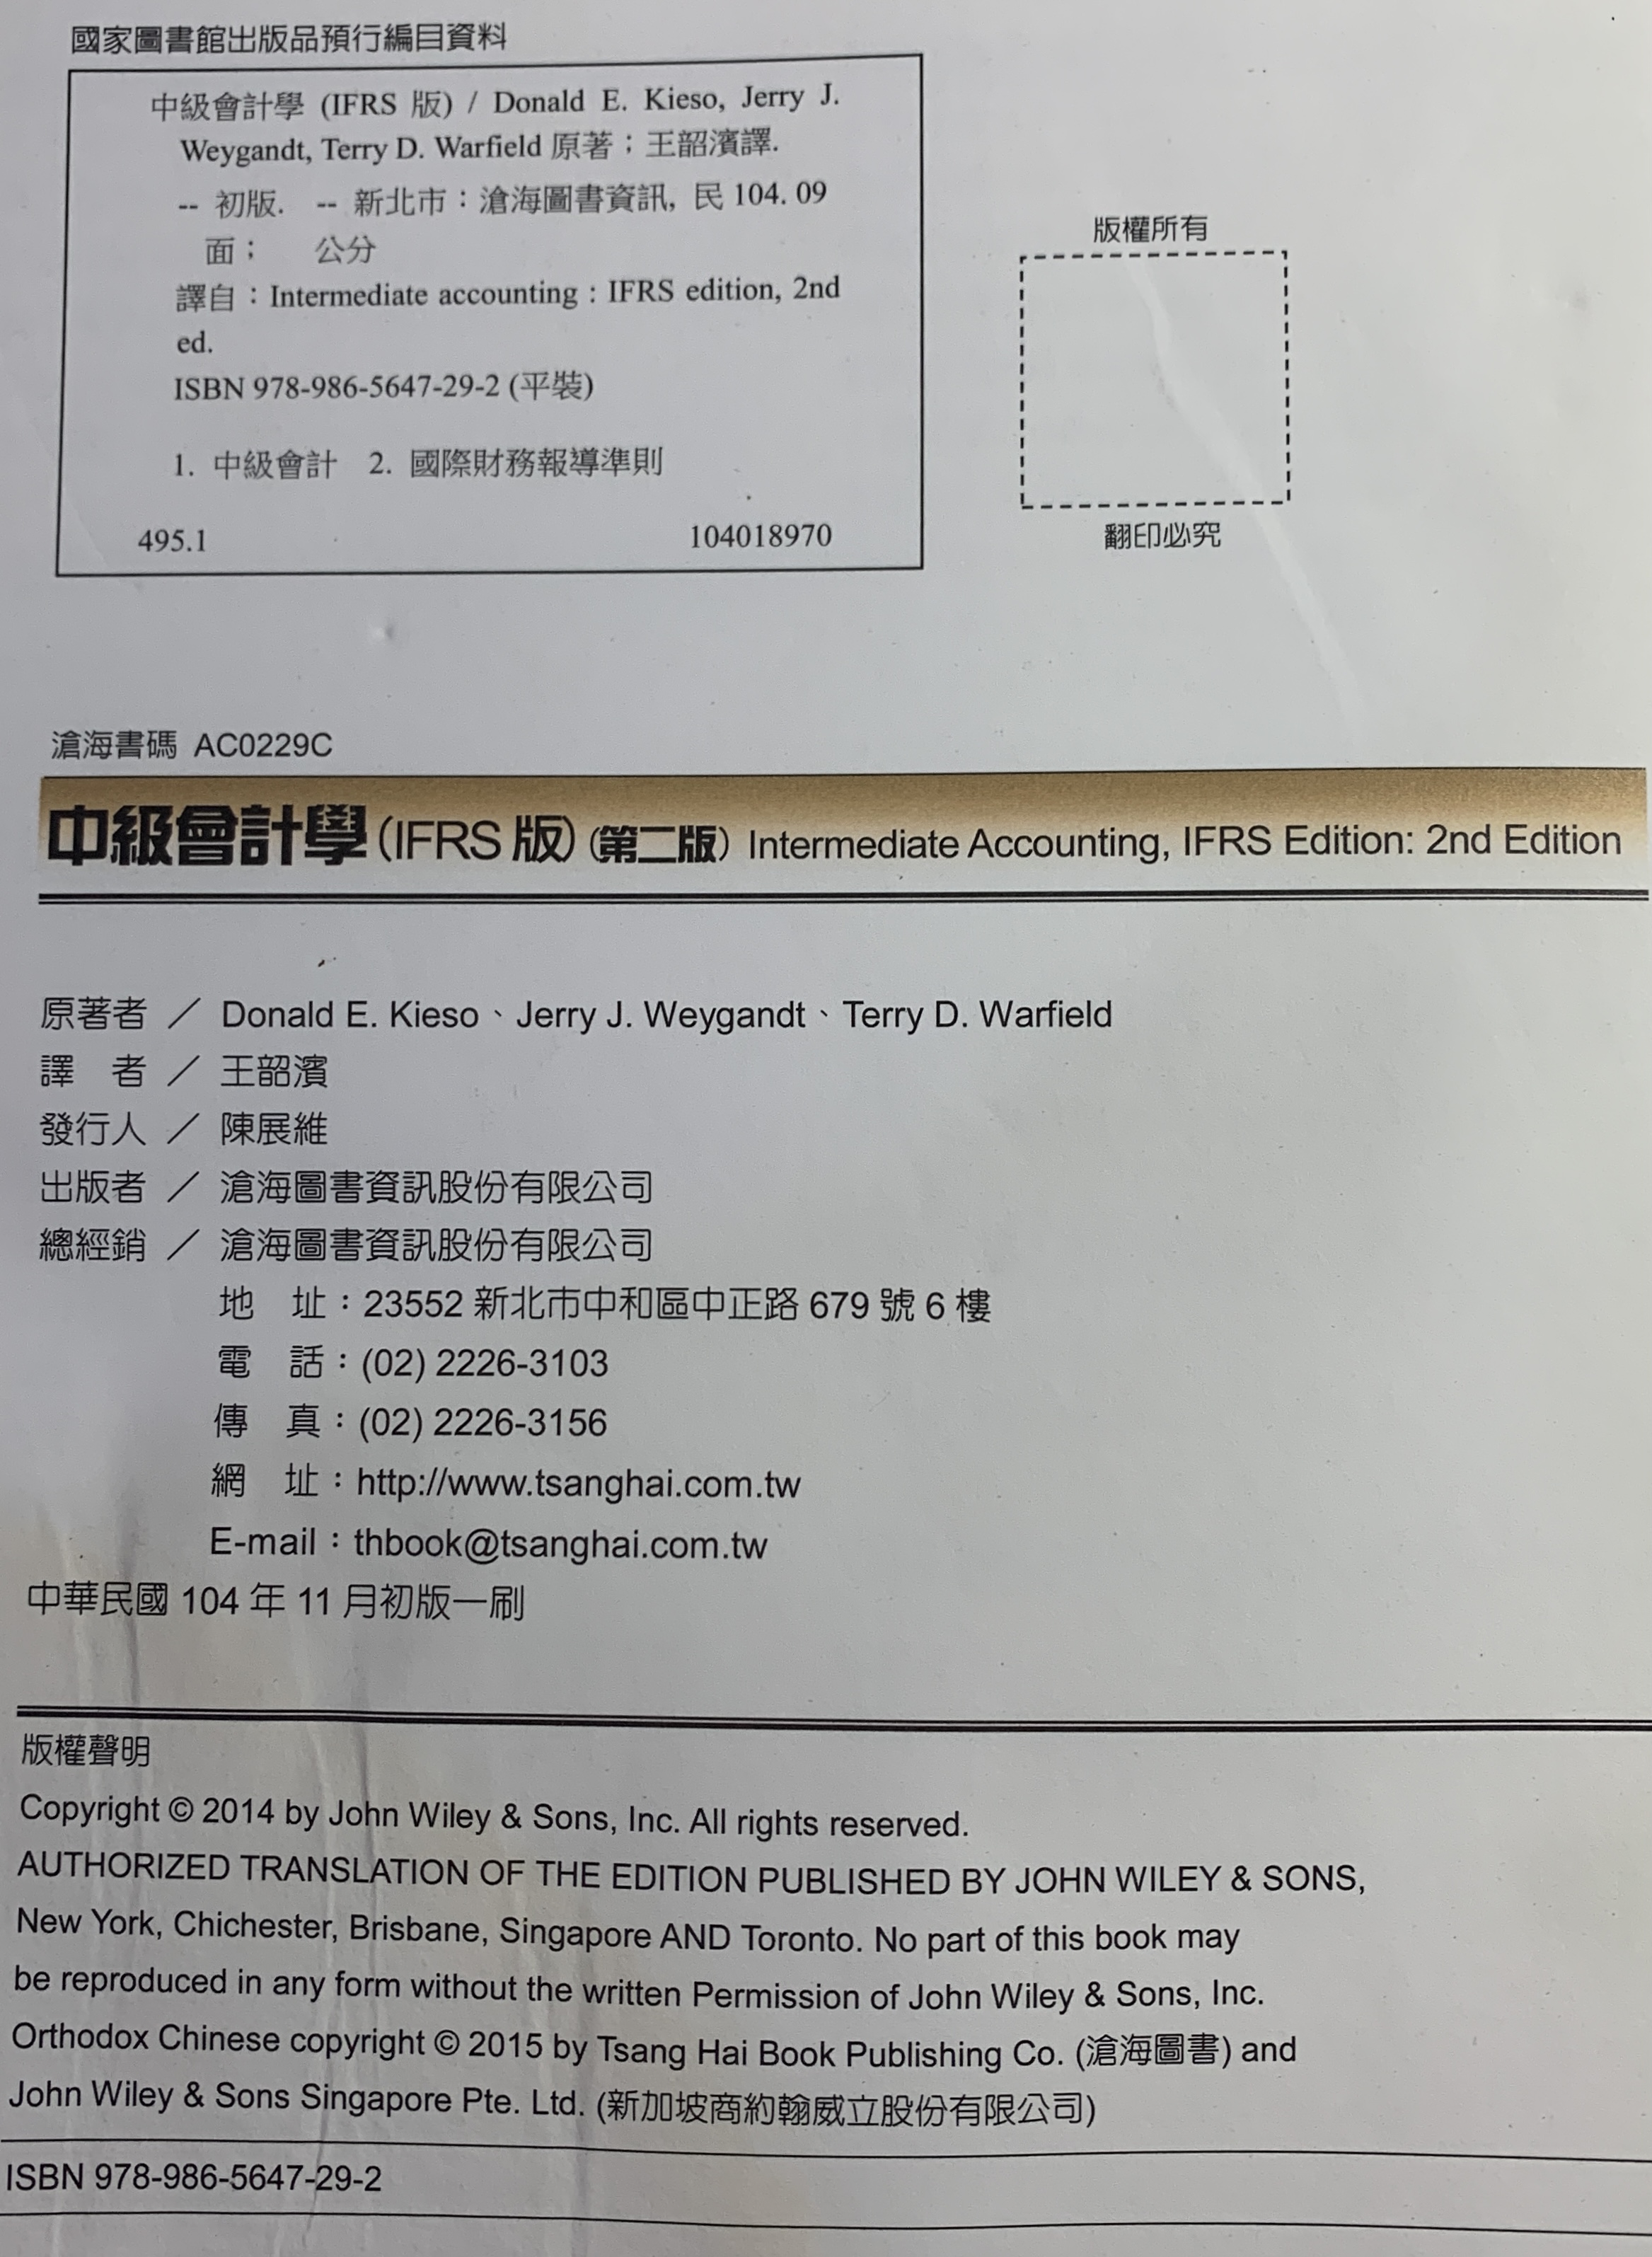 國家圖書館出版品預行編目資料
中級會計學 (IFRS 版) / Donald E. Kieso, Jerry J.
Weygandt, Terry D. Warfield 原著；王韶濱譯.
-- 初版. -- 新北市：滄海圖書資訊, 民 104. 09
面； 公分
譯自：Intermediate accounting : IFRS edition, 2nd
ed.
ISBN 978-986-5647-29-2 (平裝)
1. 中級會計 2. 國際財務報導準則
495.1 104018970
版權所有
翻印必究
滄海書碼 AC0229C
中級會計學(IFRS 版)(第二版) Intermediate Accounting, IFRS Edition: 2nd Edition
原著者 ／ Donald E. Kieso、Jerry J. Weygandt、Terry D. Warfield
譯 者 ／ 王韶濱
發行人 ／ 陳展維
出版者 ／ 滄海圖書資訊股份有限公司
總經銷 ／ 滄海圖書資訊股份有限公司
地 址：23552 新北市中和區中正路 679 號 6 樓
電 話：(02) 2226-3103
傳 真：(02) 2226-3156
網 址：http://www.tsanghai.com.tw
E-mail：thbook@tsanghai.com.tw
中華民國 104 年 11 月初版一刷
版權聲明
Copyright © 2014 by John Wiley & Sons, Inc. All rights reserved.
AUTHORIZED TRANSLATION OF THE EDITION PUBLISHED BY JOHN WILEY & SONS,
New York, Chichester, Brisbane, Singapore AND Toronto. No part of this book may
be reproduced in any form without the written Permission of John Wiley & Sons, Inc.
Orthodox Chinese copyright © 2015 by Tsang Hai Book Publishing Co. (滄海圖書) and
John Wiley & Sons Singapore Pte. Ltd. (新加坡商約翰威立股份有限公司)
ISBN 978-986-5647-29-2